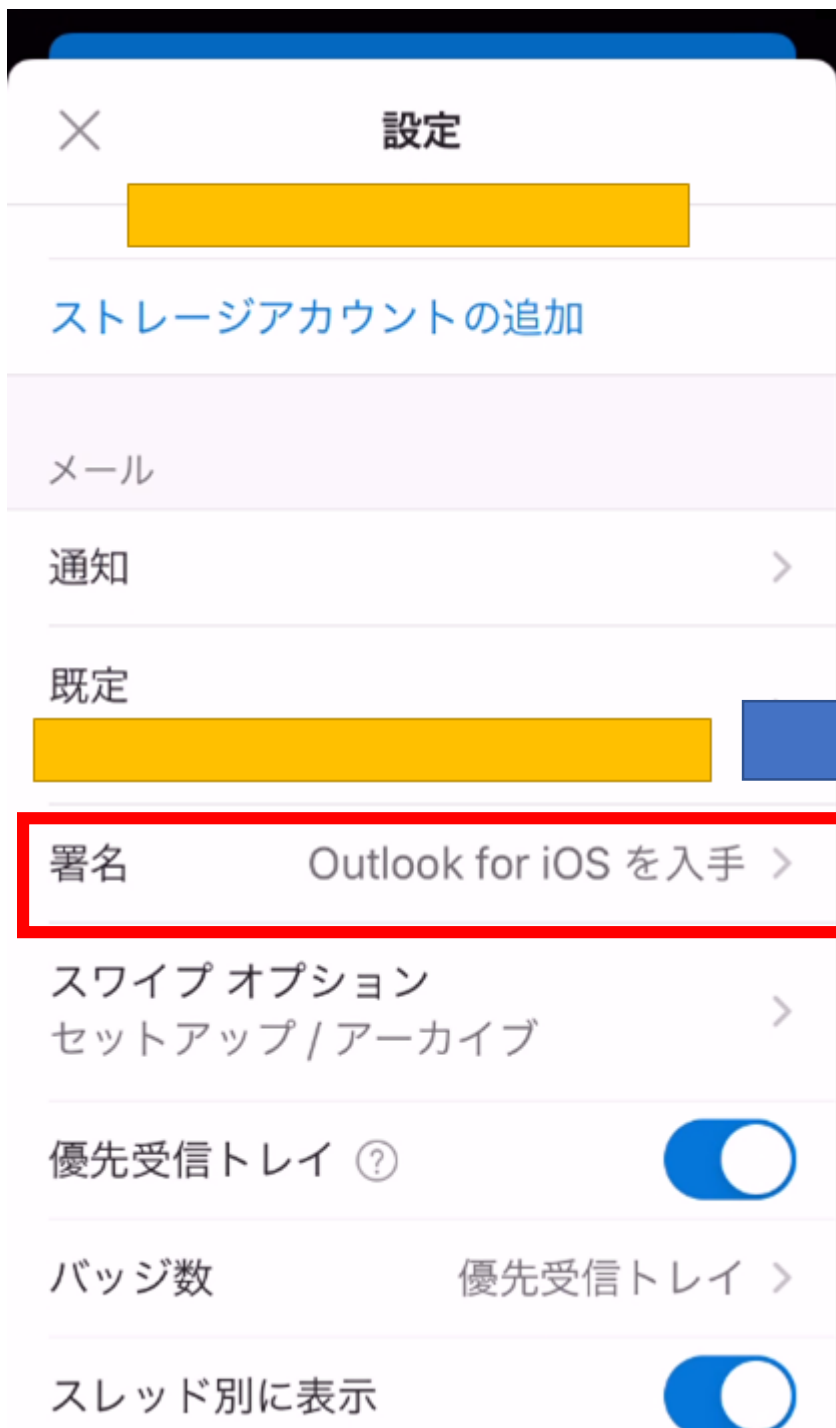 設定
ストレージアカウントの追加
メール
通知
既定
署名 Outlook for iOS を入手
スワイプ オプション
セットアップ / アーカイブ
優先受信トレイ ?
バッジ数 優先受信トレイ
スレッド別に表示